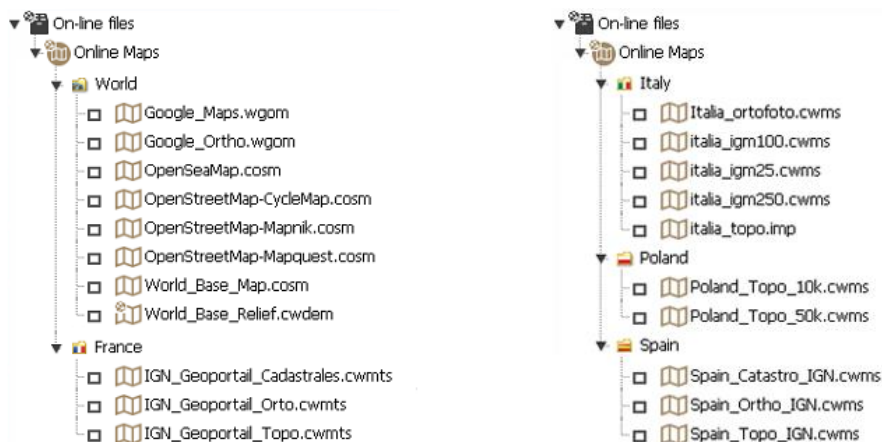 On-line files
Online Maps
World
Google_Maps.wgom
Google_Ortho.wgom
OpenSeaMap.cosm
OpenStreetMap-CycleMap.cosm
OpenStreetMap-Mapnik.cosm
OpenStreetMap-Mapquest.cosm
World_Base_Map.cosm
World_Base_Relief.cwdem
France
IGN_Geoportail_Cadastrales.cwmts
IGN_Geoportail_Orto.cwmts
IGN_Geoportail_Topo.cwmts
On-line files
Online Maps
Italy
Italia_ortofoto.cwms
italia_igm100.cwms
italia_igm25.cwms
italia_igm250.cwms
italia_topo.imp
Poland
Poland_Topo_10k.cwms
Poland_Topo_50k.cwms
Spain
Spain_Catastro_IGN.cwms
Spain_Ortho_IGN.cwms
Spain_Topo_IGN.cwms